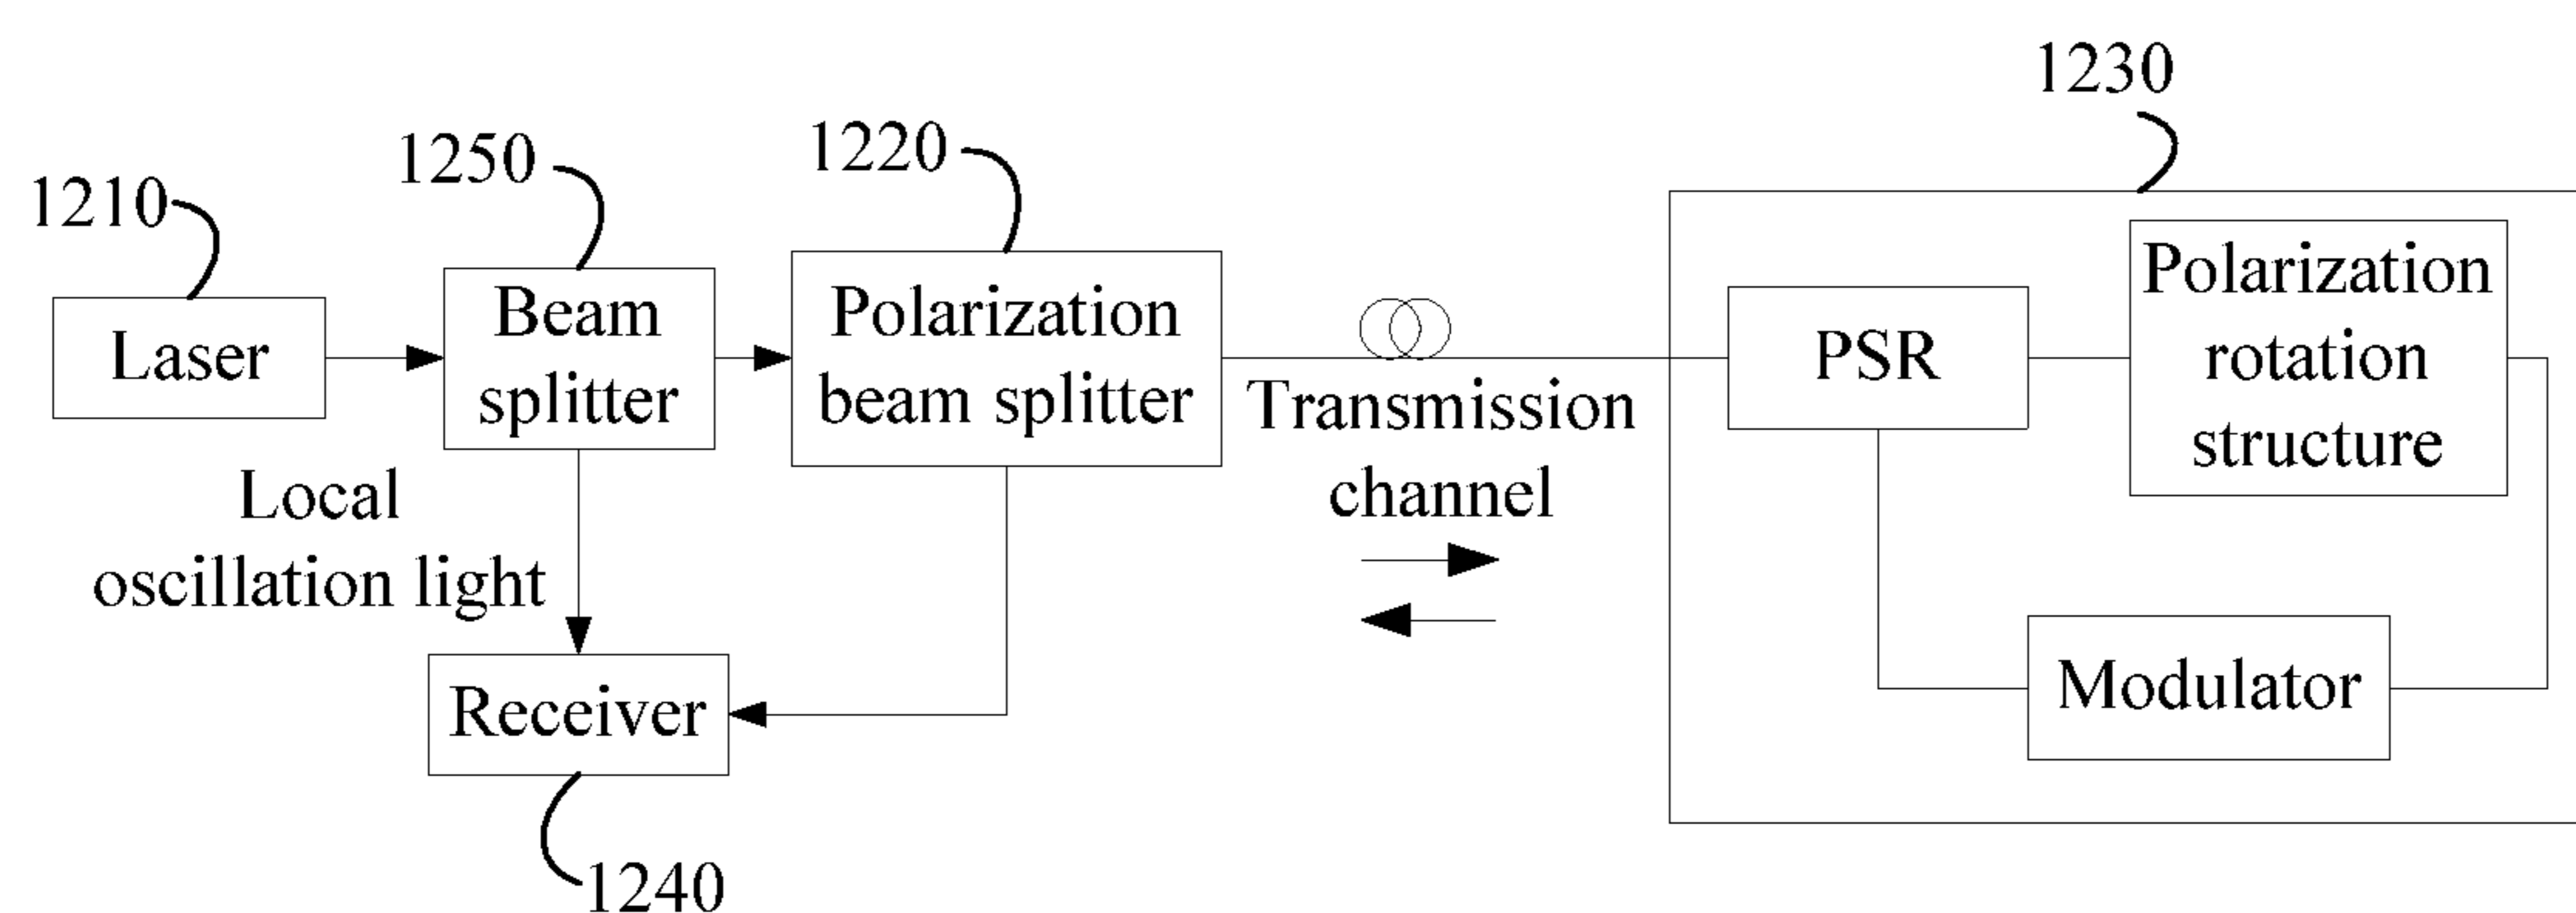 1230
1220
1250
1210
Polarization
rotation
structure
Beam
splitter
Polarization
beam splitter
Laser
PSR
Transmission
channel
Local
oscillation light
Receiver
Modulator
1240